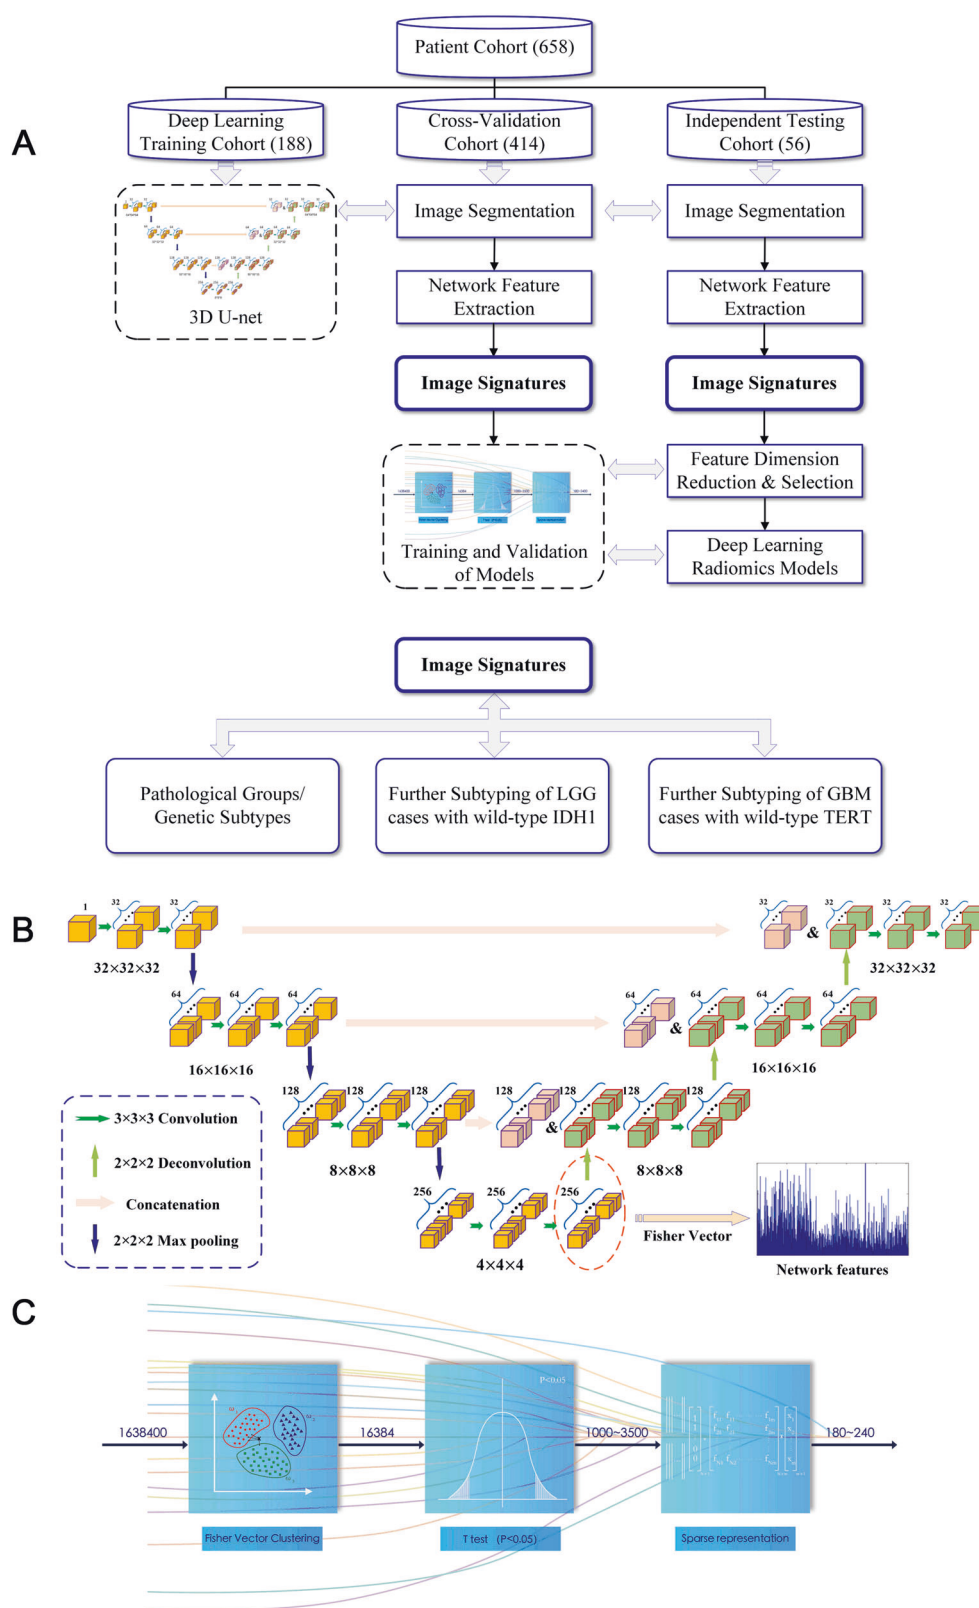 A
Patient Cohort (658)
Deep Learning
Training Cohort (188)
Cross-Validation
Cohort (414)
Independent Testing
Cohort (56)
3D U-net
Image Segmentation
Image Segmentation
Network Feature
Extraction
Network Feature
Extraction
Image Signatures
Image Signatures
Training and Validation
of Models
Feature Dimension
Reduction & Selection
Deep Learning
Radiomics Models
Image Signatures
Pathological Groups/
Genetic Subtypes
Further Subtyping of LGG
cases with wild-type IDH1
Further Subtyping of GBM
cases with wild-type TERT
B
1 32 32
32×32×32
32 & 32 32 32
32×32×32
64 64 64
16×16×16
64 & 64 64 64
16×16×16
128 128 128
8×8×8
128 & 128 128 128
8×8×8
256 256 256
4×4×4
3×3×3 Convolution
2×2×2 Deconvolution
Concatenation
2×2×2 Max pooling
Fisher Vector
Network features
C
1638400
Fisher Vector Clustering
16384
P<0.05
T test (P<0.05)
1000~3500
Sparse representation
180~240